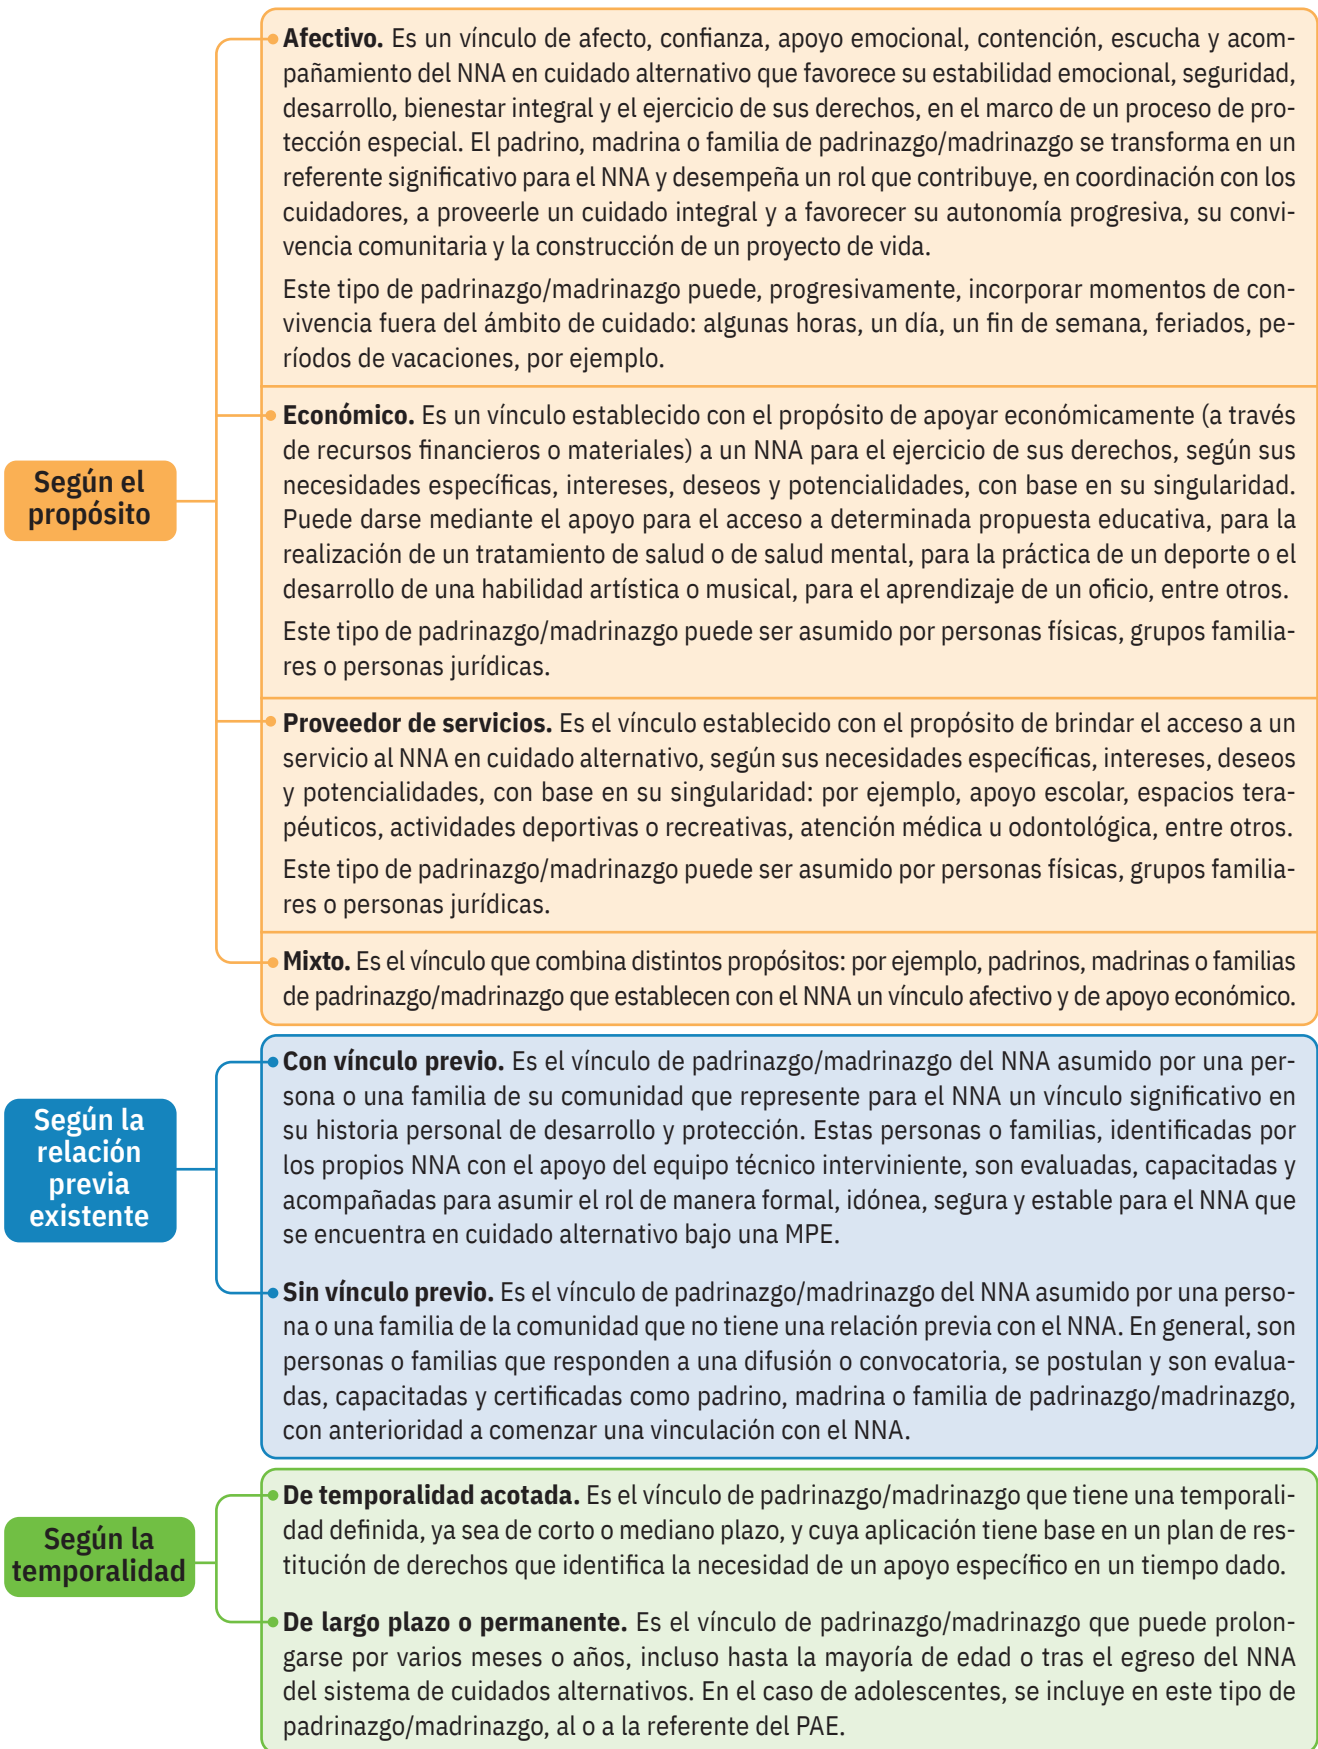 Según el
propósito
Afectivo. Es un vínculo de afecto, confianza, apoyo emocional, contención, escucha y acom-
pañamiento del NNA en cuidado alternativo que favorece su estabilidad emocional, seguridad,
desarrollo, bienestar integral y el ejercicio de sus derechos, en el marco de un proceso de pro-
tección especial. El padrino, madrina o familia de padrinazgo/madrinazgo se transforma en un
referente significativo para el NNA y desempeña un rol que contribuye, en coordinación con los
cuidadores, a proveerle un cuidado integral y a favorecer su autonomía progresiva, su convi-
vencia comunitaria y la construcción de un proyecto de vida.
Este tipo de padrinazgo/madrinazgo puede, progresivamente, incorporar momentos de con-
vivencia fuera del ámbito de cuidado: algunas horas, un día, un fin de semana, feriados, pe-
ríodos de vacaciones, por ejemplo.
Económico. Es un vínculo establecido con el propósito de apoyar económicamente (a través
de recursos financieros o materiales) a un NNA para el ejercicio de sus derechos, según sus
necesidades específicas, intereses, deseos y potencialidades, con base en su singularidad.
Puede darse mediante el apoyo para el acceso a determinada propuesta educativa, para la
realización de un tratamiento de salud o de salud mental, para la práctica de un deporte o el
desarrollo de una habilidad artística o musical, para el aprendizaje de un oficio, entre otros.
Este tipo de padrinazgo/madrinazgo puede ser asumido por personas físicas, grupos familia-
res o personas jurídicas.
Proveedor de servicios. Es el vínculo establecido con el propósito de brindar el acceso a un
servicio al NNA en cuidado alternativo, según sus necesidades específicas, intereses, deseos
y potencialidades, con base en su singularidad: por ejemplo, apoyo escolar, espacios tera-
péuticos, actividades deportivas o recreativas, atención médica u odontológica, entre otros.
Este tipo de padrinazgo/madrinazgo puede ser asumido por personas físicas, grupos familia-
res o personas jurídicas.
Mixto. Es el vínculo que combina distintos propósitos: por ejemplo, padrinos, madrinas o familias
de padrinazgo/madrinazgo que establecen con el NNA un vínculo afectivo y de apoyo económico.
Según la
relación
previa
existente
Con vínculo previo. Es el vínculo de padrinazgo/madrinazgo del NNA asumido por una per-
sona o una familia de su comunidad que represente para el NNA un vínculo significativo en
su historia personal de desarrollo y protección. Estas personas o familias, identificadas por
los propios NNA con el apoyo del equipo técnico interviniente, son evaluadas, capacitadas y
acompañadas para asumir el rol de manera formal, idónea, segura y estable para el NNA que
se encuentra en cuidado alternativo bajo una MPE.
Sin vínculo previo. Es el vínculo de padrinazgo/madrinazgo del NNA asumido por una perso-
na o una familia de la comunidad que no tiene una relación previa con el NNA. En general, son
personas o familias que responden a una difusión o convocatoria, se postulan y son evalua-
das, capacitadas y certificadas como padrino, madrina o familia de padrinazgo/madrinazgo,
con anterioridad a comenzar una vinculación con el NNA.
Según la
temporalidad
De temporalidad acotada. Es el vínculo de padrinazgo/madrinazgo que tiene una temporali-
dad definida, ya sea de corto o mediano plazo, y cuya aplicación tiene base en un plan de res-
titución de derechos que identifica la necesidad de un apoyo específico en un tiempo dado.
De largo plazo o permanente. Es el vínculo de padrinazgo/madrinazgo que puede prolon-
garse por varios meses o años, incluso hasta la mayoría de edad o tras el egreso del NNA
del sistema de cuidados alternativos. En el caso de adolescentes, se incluye en este tipo de
padrinazgo/madrinazgo, al o a la referente del PAE.